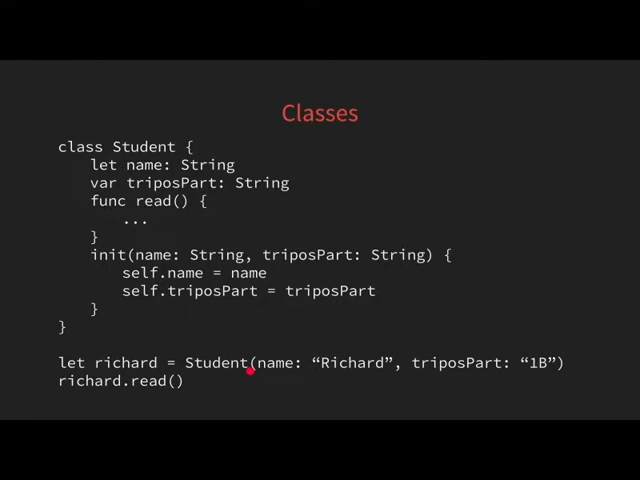 Classes
class Student {
let name: String
var triposPart: String
func read() {
...
}
init(name: String, triposPart: String) {
self.name = name
self.triposPart = triposPart
}
}
let richard = Student(name: “Richard”, triposPart: “1B”)
richard.read()